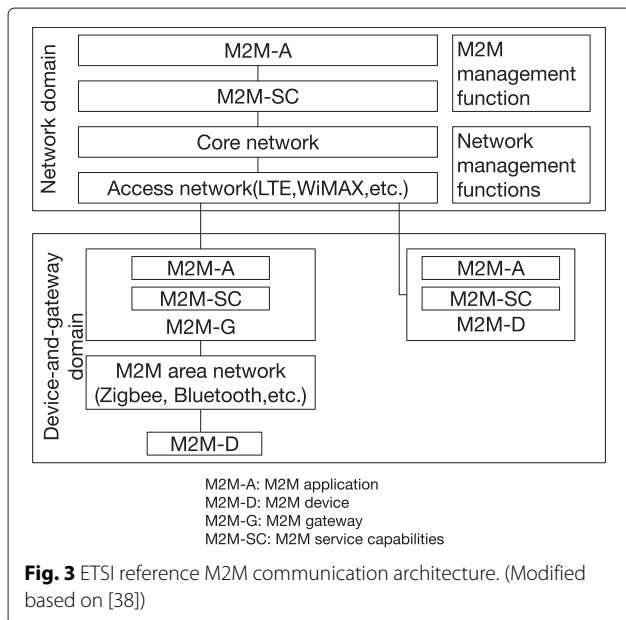 Network domain
M2M-A
M2M-SC
Core network
Access network(LTE,WiMAX,etc.)
M2M
management
function
Network
management
functions
Device-and-gateway
domain
M2M-A
M2M-SC
M2M-G
M2M area network
(Zigbee, Bluetooth,etc.)
M2M-D
M2M-A
M2M-SC
M2M-D
M2M-A: M2M application
M2M-D: M2M device
M2M-G: M2M gateway
M2M-SC: M2M service capabilities
Fig. 3 ETSI reference M2M communication architecture. (Modified
based on [38])